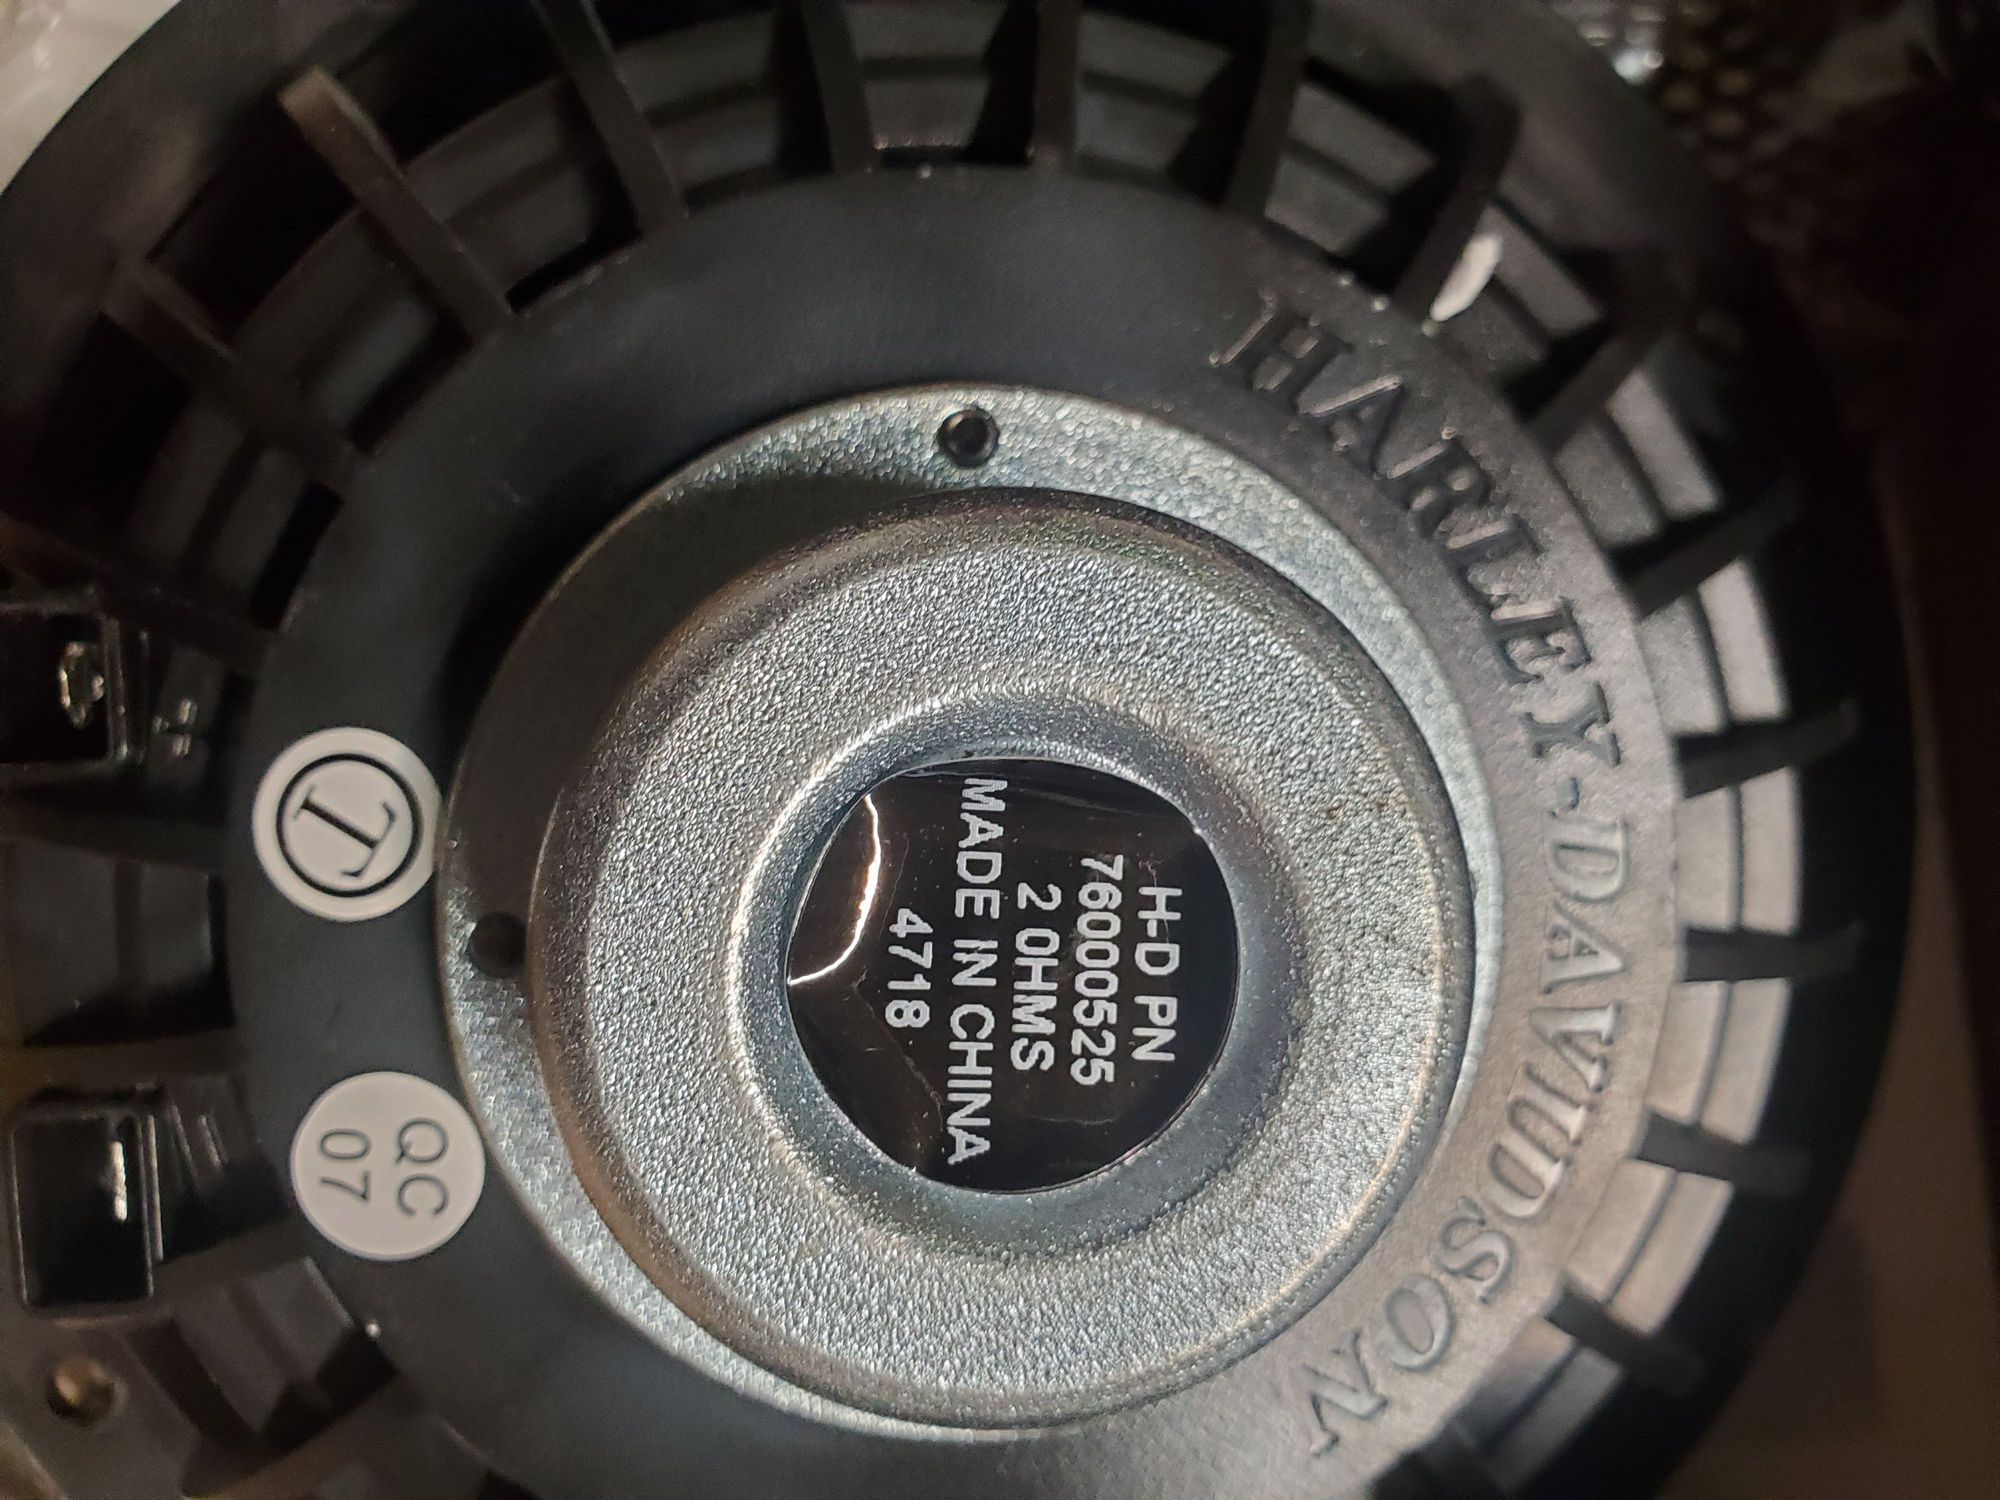 HARLEY-DAVIDSON
H-D PN
76000525
2 OHMS
MADE IN CHINA
4718
T
QC
07